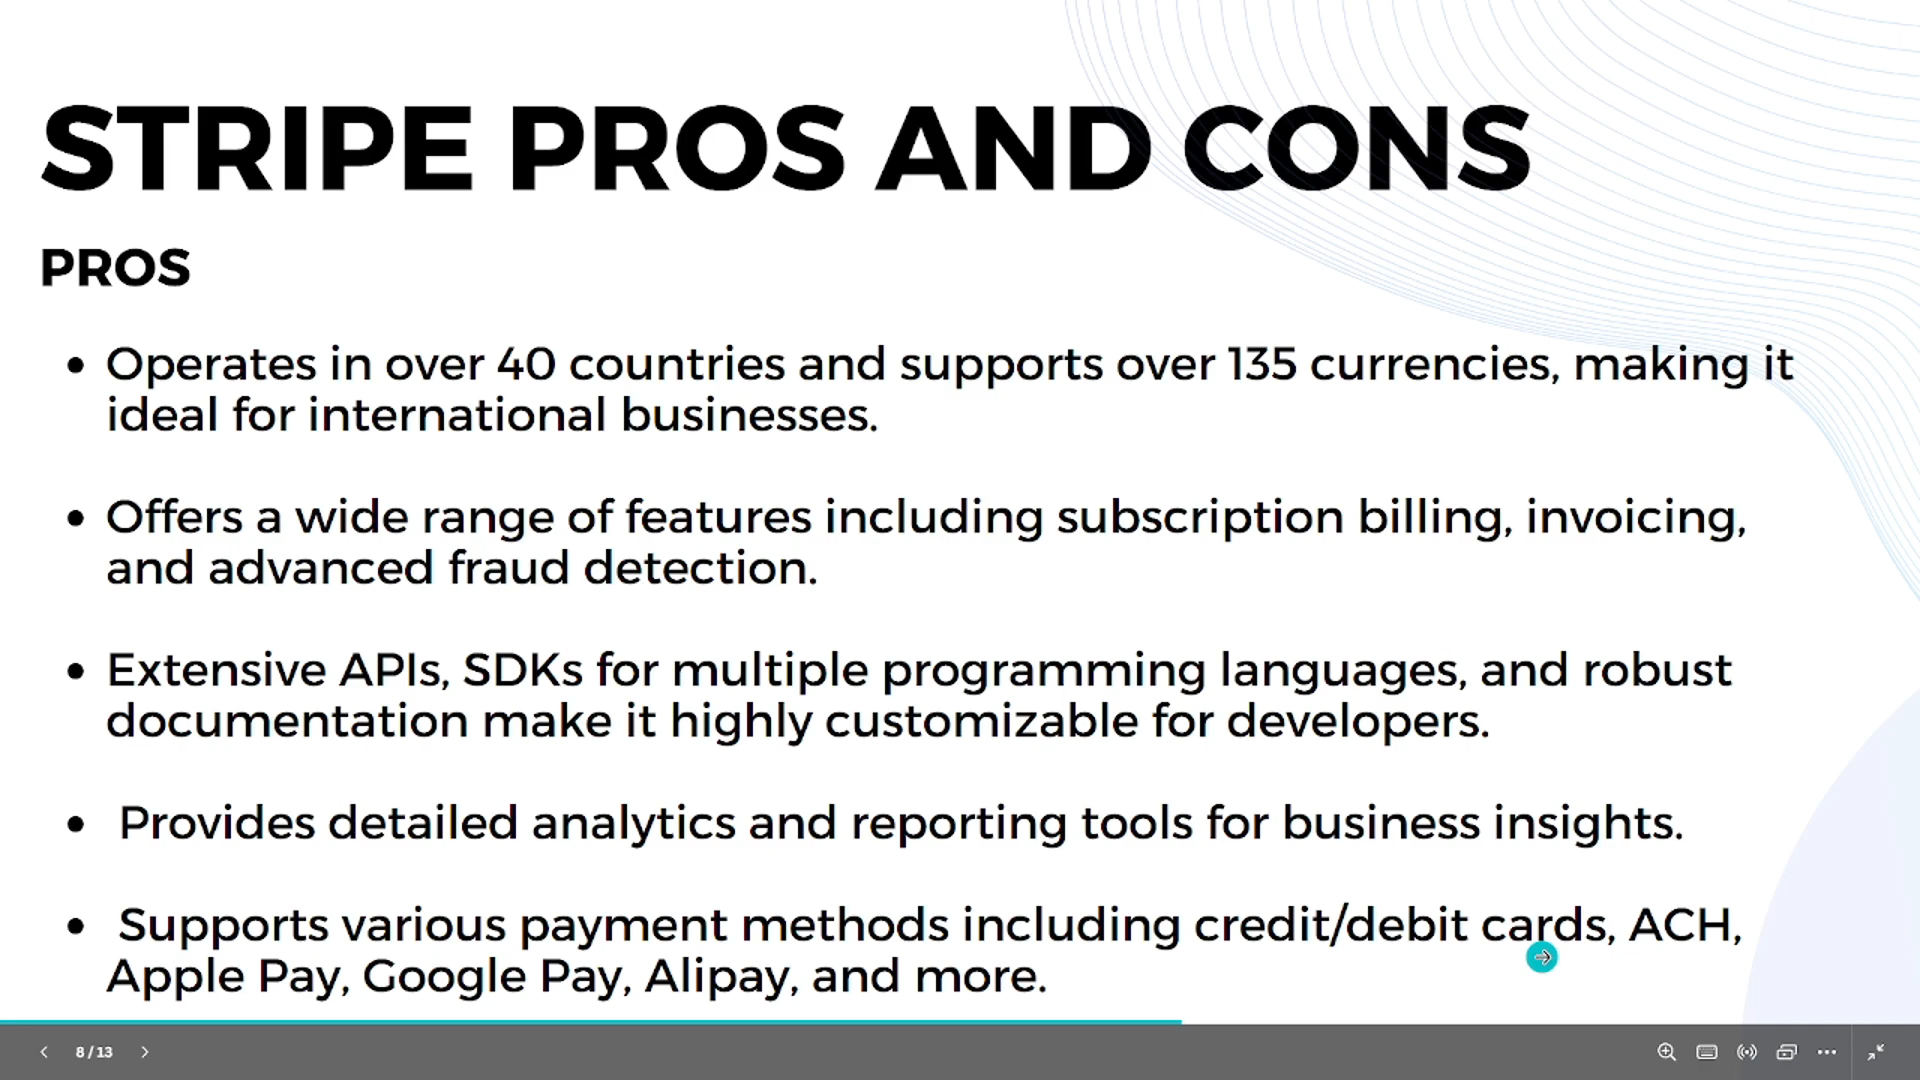 STRIPE PROS AND CONS
PROS
• Operates in over 40 countries and supports over 135 currencies, making it
ideal for international businesses.
• Offers a wide range of features including subscription billing, invoicing,
and advanced fraud detection.
• Extensive APIs, SDKs for multiple programming languages, and robust
documentation make it highly customizable for developers.
• Provides detailed analytics and reporting tools for business insights.
• Supports various payment methods including credit/debit cards, ACH,
Apple Pay, Google Pay, Alipay, and more.
8 / 13